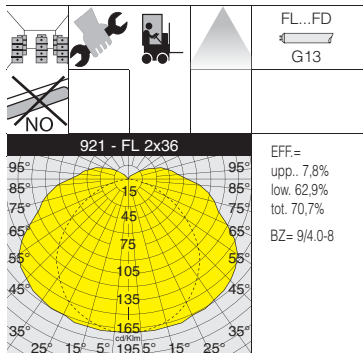 FL...FD
G13
NO
921 - FL 2x36
EFF.=
upp.. 7,8%
low. 62,9%
tot. 70,7%
BZ= 9/4.0-8
95° 95°
85° 15 85°
75° 45 75°
65° 75 65°
55° 105 55°
45° 135 45°
35° 165 35°
cd/Klm
25° 15° 5° 195 5° 15° 25°